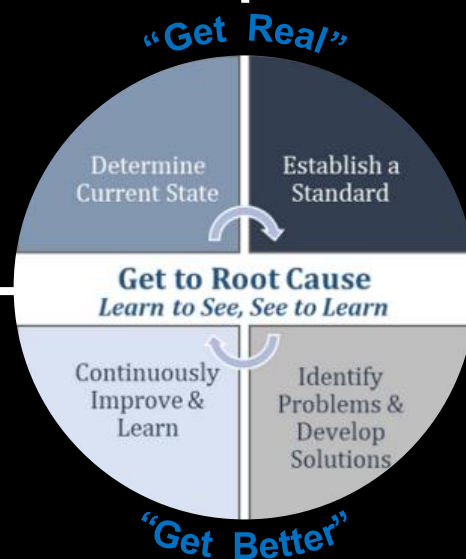 “Get Real”
Determine
Current State
Establish a
Standard
Get to Root Cause
Learn to See, See to Learn
Continuously
Improve &
Learn
Identify
Problems &
Develop
Solutions
“Get Better”